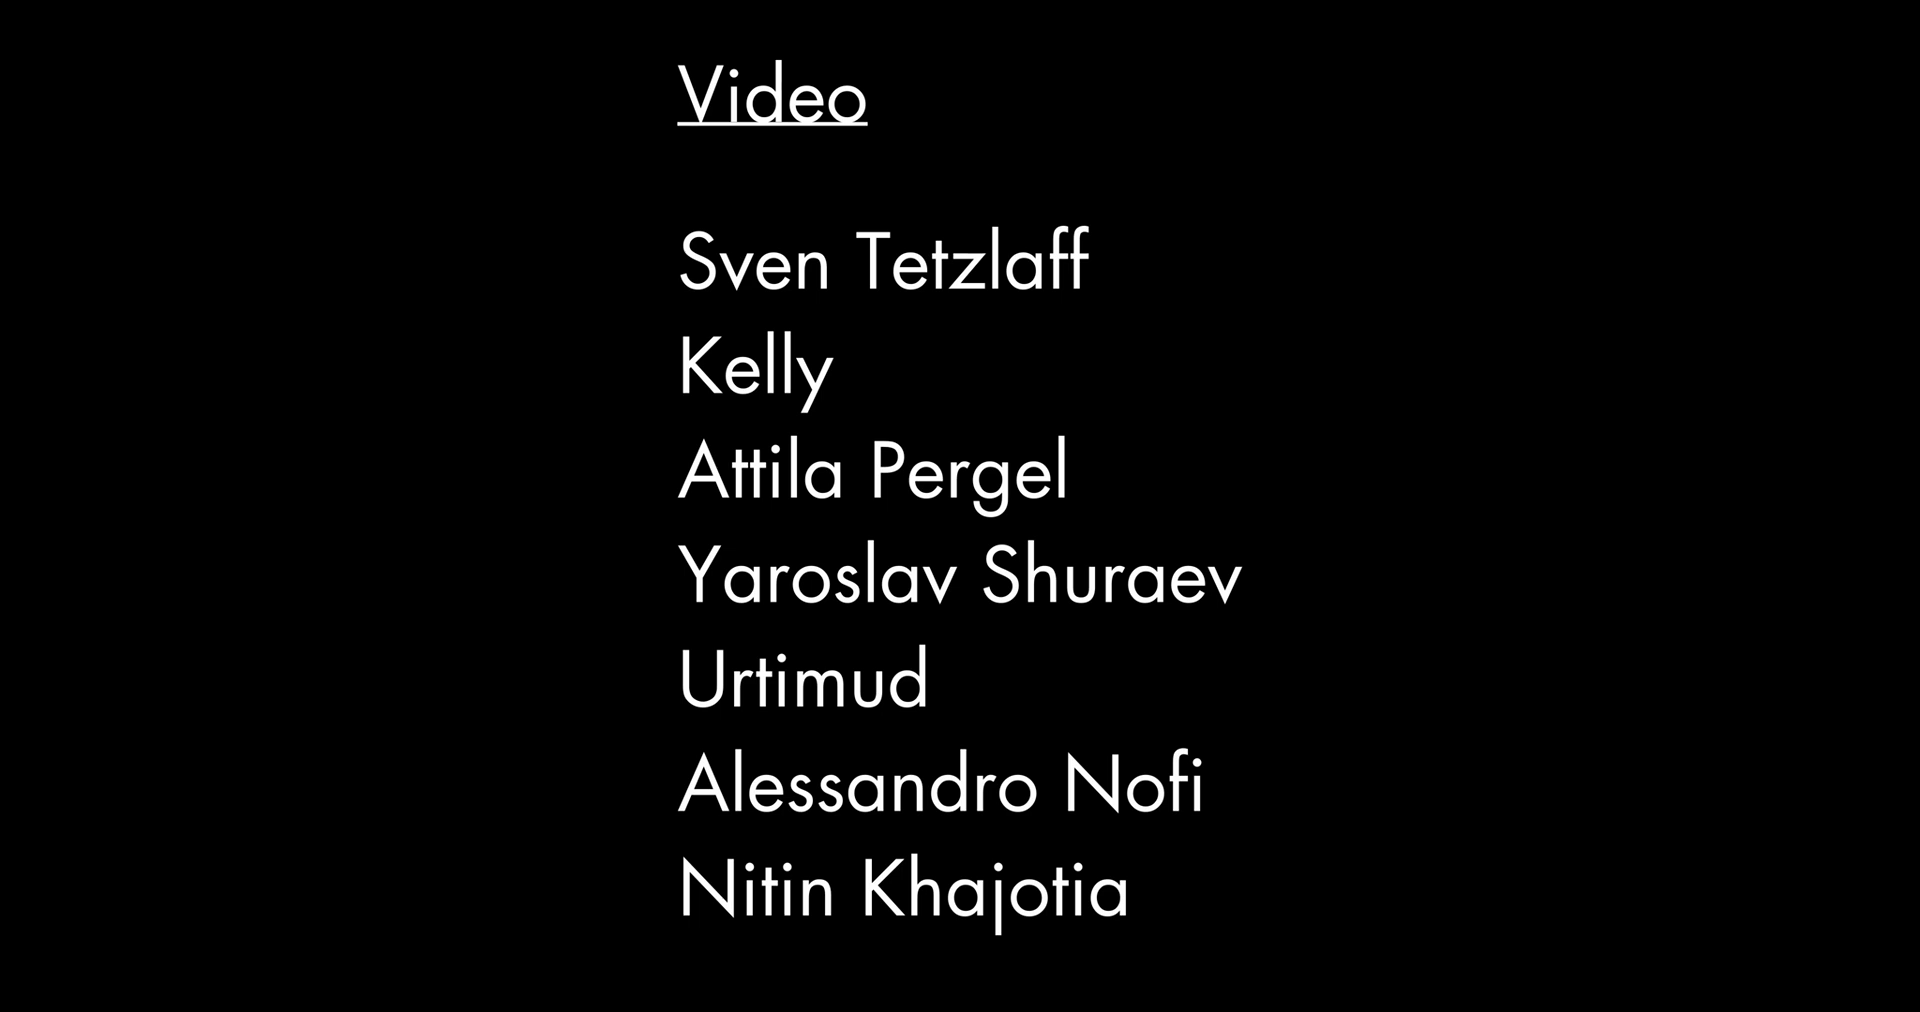 Video
Sven Tetzlaff
Kelly
Attila Pergel
Yaroslav Shuraev
Urtimud
Alessandro Nofi
Nitin Khajotia